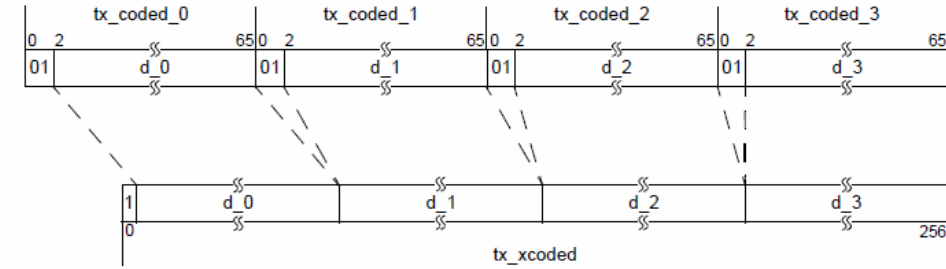 tx_coded_0 tx_coded_1 tx_coded_2 tx_coded_3
0 2 65 0 2 65 0 2 65 0 2 65
01 d_0 01 d_1 01 d_2 01 d_3
1 d_0 d_1 d_2 d_3
0 256
tx_xcoded